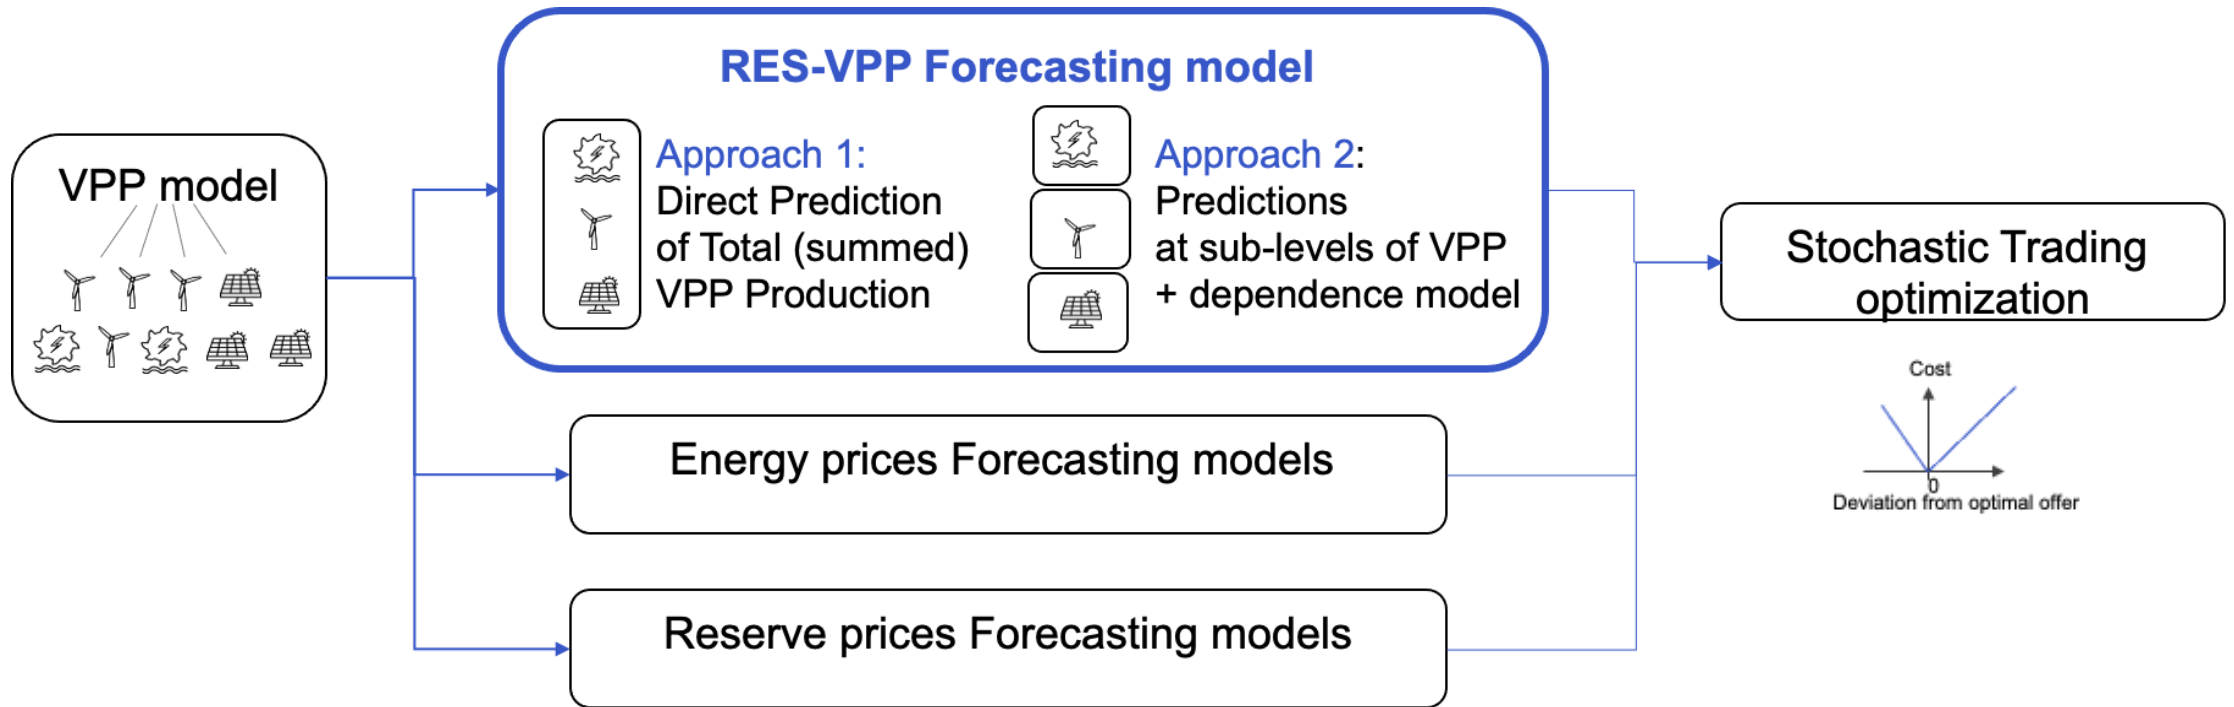 VPP model
RES-VPP Forecasting model
Approach 1:
Direct Prediction
of Total (summed)
VPP Production
Approach 2:
Predictions
at sub-levels of VPP
+ dependence model
Energy prices Forecasting models
Reserve prices Forecasting models
Stochastic Trading
optimization
Cost
0
Deviation from optimal offer